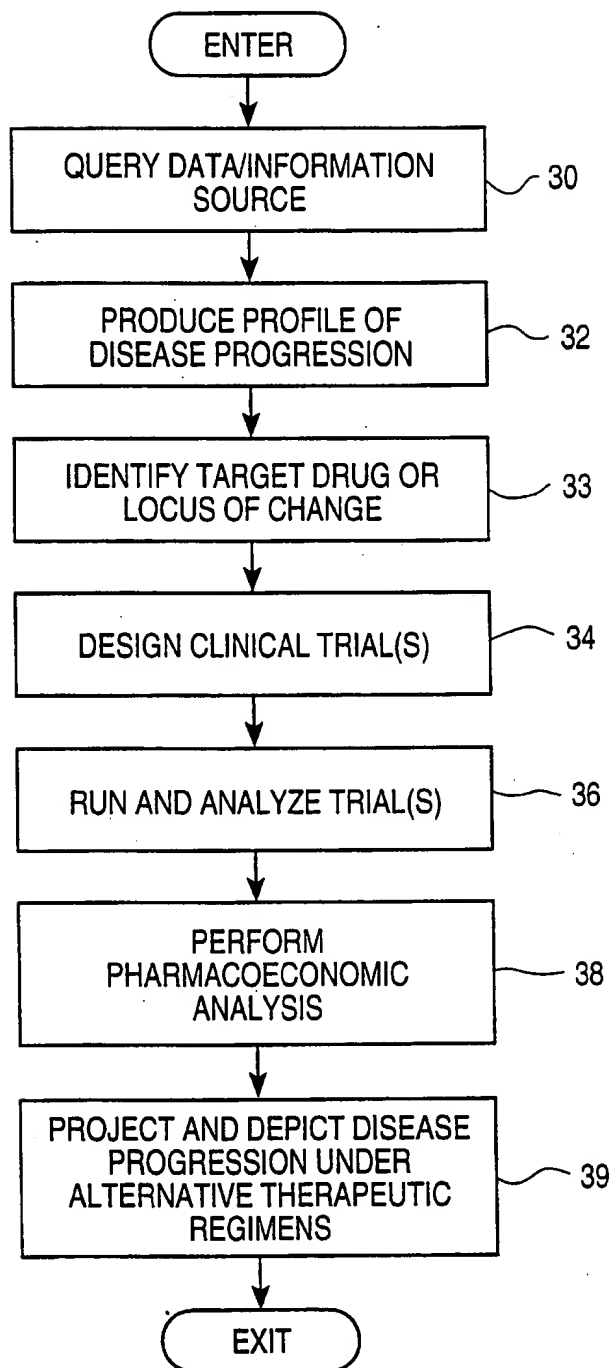 ENTER
QUERY DATA/INFORMATION
SOURCE
30
PRODUCE PROFILE OF
DISEASE PROGRESSION
32
IDENTIFY TARGET DRUG OR
LOCUS OF CHANGE
33
DESIGN CLINICAL TRIAL(S)
34
RUN AND ANALYZE TRIAL(S)
36
PERFORM
PHARMACOECONOMIC
ANALYSIS
38
PROJECT AND DEPICT DISEASE
PROGRESSION UNDER
ALTERNATIVE THERAPEUTIC
REGIMENS
39
EXIT